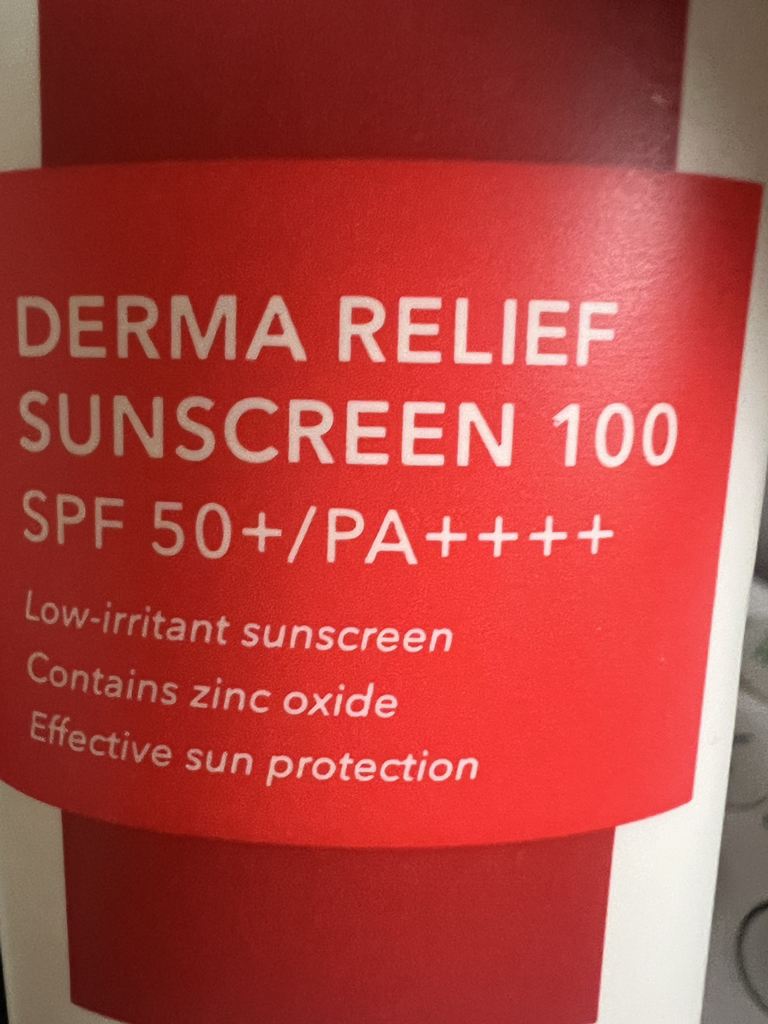 DERMA RELIEF
SUNSCREEN 100
SPF 50+/PA++++
Low-irritant sunscreen
Contains zinc oxide
Effective sun protection